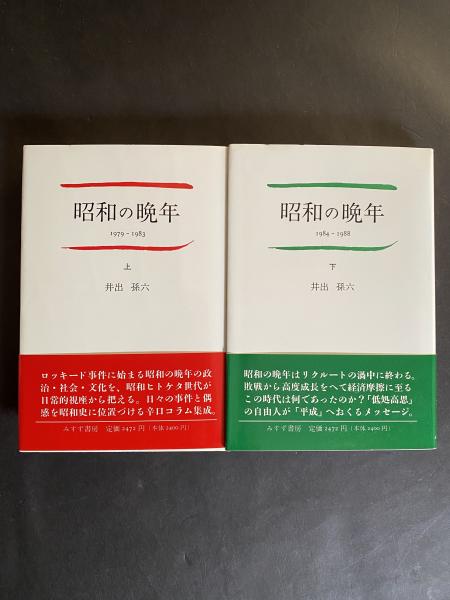 昭和の晩年
1979－1983
上
井出 孫六
ロッキード事件に始まる昭和の晩年の政
治・社会・文化を、昭和ヒトケタ世代が
日常的視座から把える。日々の事件と偶
感を昭和史に位置づける辛口コラム集成。
みすず書房 定価2472円（本体2400円）
昭和の晩年
1984－1988
下
井出 孫六
昭和の晩年はリクルートの渦中に終わる。
敗戦から高度成長をへて経済摩擦に至る
この時代は何であったのか？「低処高思」
の自由人が「平成」へおくるメッセージ。
みすず書房 定価2472円（本体2400円）